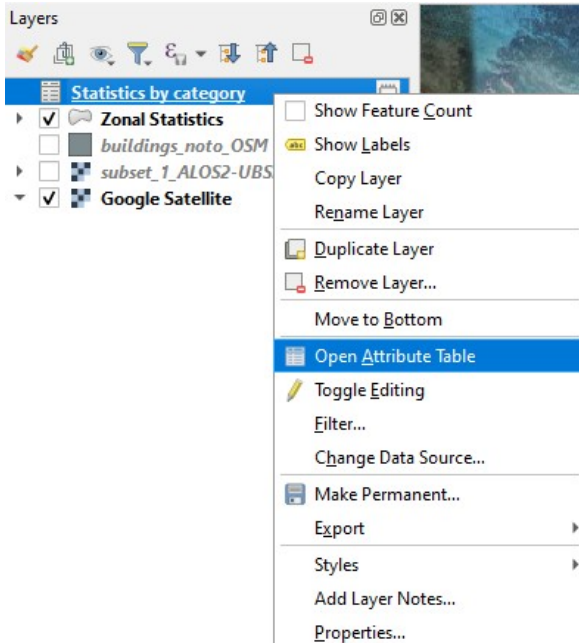 Layers
Statistics by category
Zonal Statistics
buildings_noto_OSM
subset_1_ALOS2-UBS
Google Satellite
Show Feature Count
Show Labels
Copy Layer
Rename Layer
Duplicate Layer
Remove Layer...
Move to Bottom
Open Attribute Table
Toggle Editing
Filter...
Change Data Source...
Make Permanent...
Export
Styles
Add Layer Notes...
Properties...